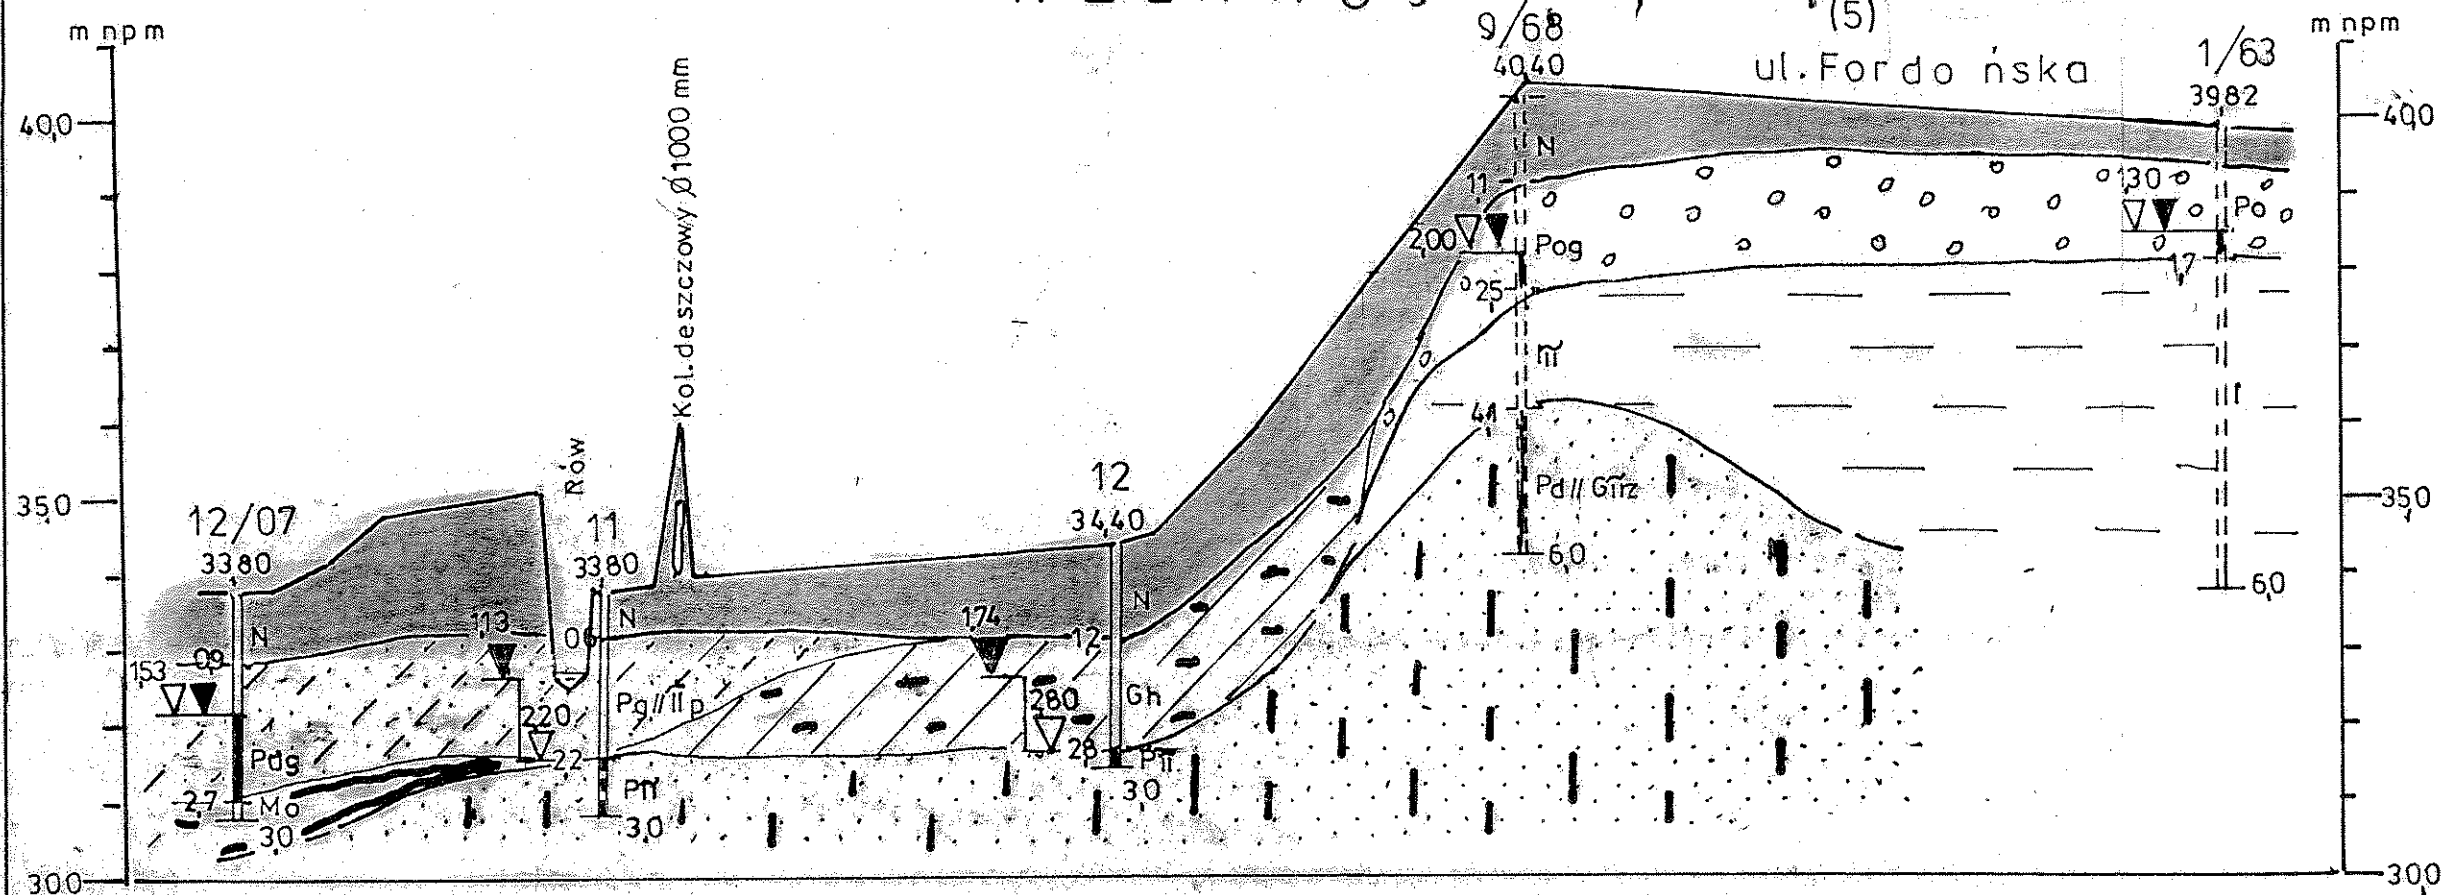 m n p m
9/68
(5)
m n p m
40,40
ul. Fordońska
1/63
39,82
40,0
40,0
Kol. deszczowy Ø1000 mm
N
1,1
1,30
Po
2,00
Pog
1,7
2,5
π
4,1
I
Rów
12
35,0
12/07
11
34,40
Pd//Gπz
35,0
33,80
33,80
6,0
6,0
N
1,13
0,6
N
1,74
1,2
N
1,53
0,9
Pg//πp
2,20
2,80
Gh
Pdg
2,2
2,8
Pπ
2,7
Mo
Pπ
3,0
3,0
3,0
30,0
30,0